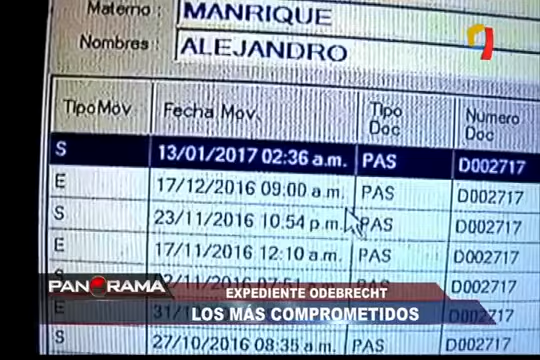 Materno : MANRIQUE
Nombres : ALEJANDRO
TipoMov Fecha Mov. Tipo Doc Numero Doc
S 13/01/2017 02:36 a.m. PAS D002717
E 17/12/2016 09:00 a.m. PAS D002717
S 23/11/2016 10.54 p.m. PAS D002717
E 17/11/2016 12:10 a.m. PAS D002717
PAS D002717
PANORAMA
EXPEDIENTE ODEBRECHT
LOS MÁS COMPROMETIDOS
S 27/10/2016 08:35 a.m. PAS D002717